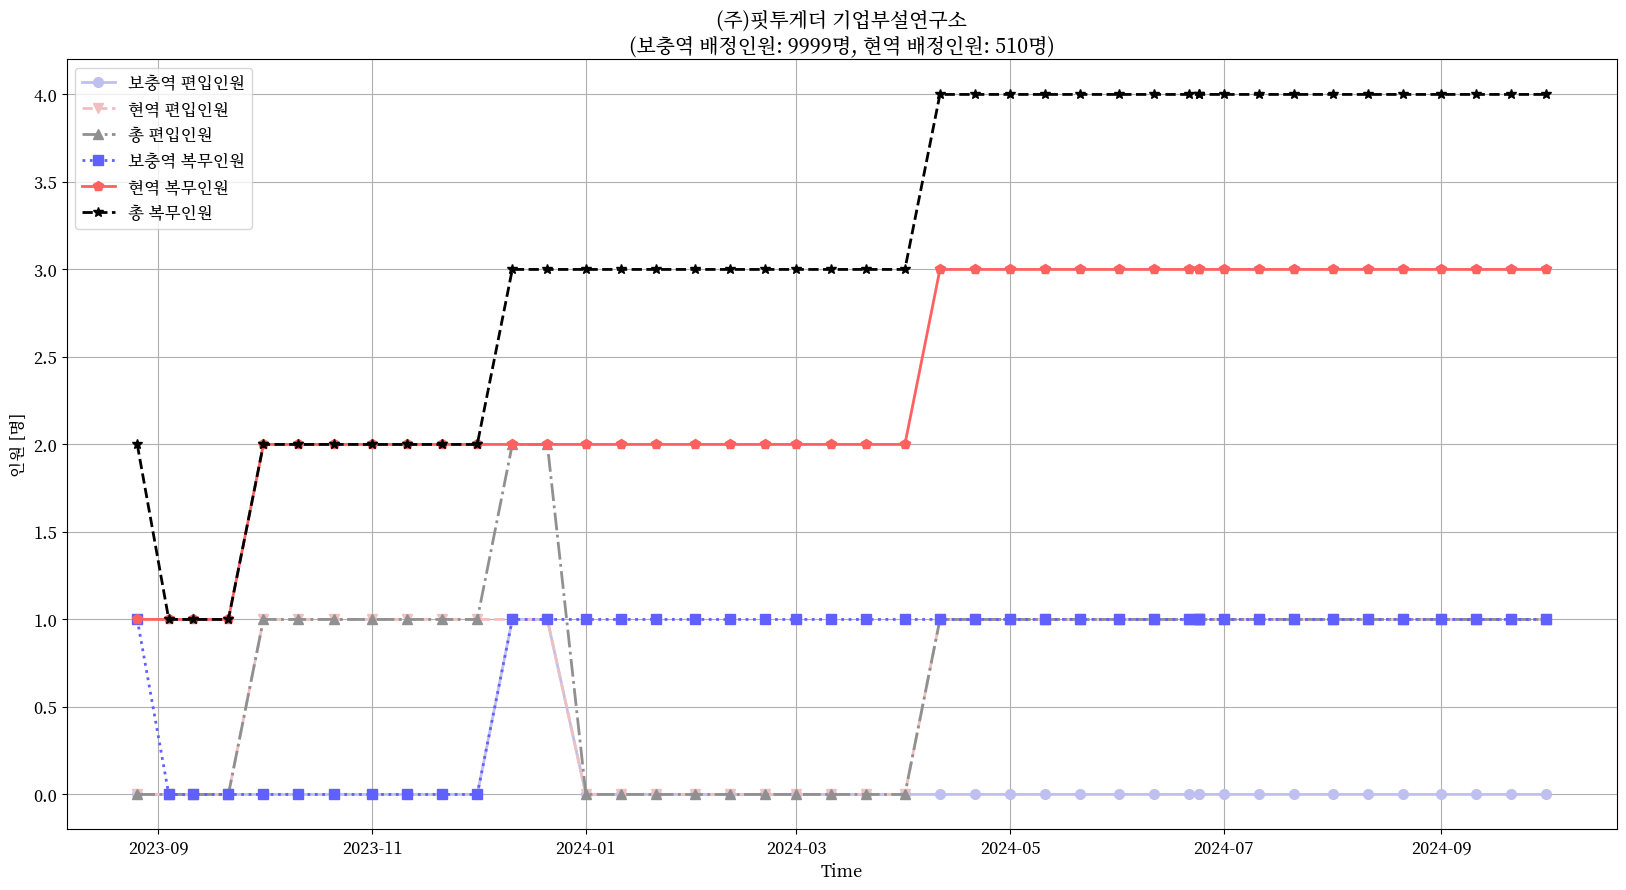 (주)핏투게더 기업부설연구소
(보충역 배정인원: 9999명, 현역 배정인원: 510명)
보충역 편입인원
현역 편입인원
총 편입인원
보충역 복무인원
현역 복무인원
총 복무인원
4.0
3.5
3.0
2.5
2.0
1.5
1.0
0.5
0.0
인원 [명]
2023-09
2023-11
2024-01
2024-03
2024-05
2024-07
2024-09
Time